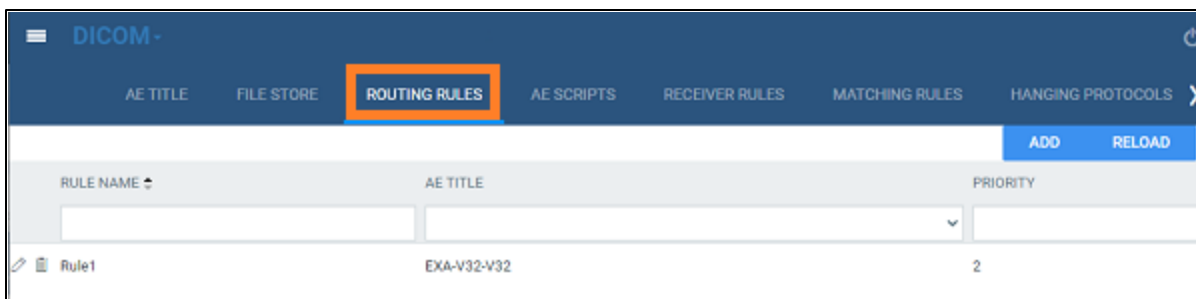 DICOM
AE TITLE FILE STORE ROUTING RULES AE SCRIPTS RECEIVER RULES MATCHING RULES HANGING PROTOCOLS
ADD RELOAD
RULE NAME AE TITLE PRIORITY
Rule1 EXA-V32-V32 2